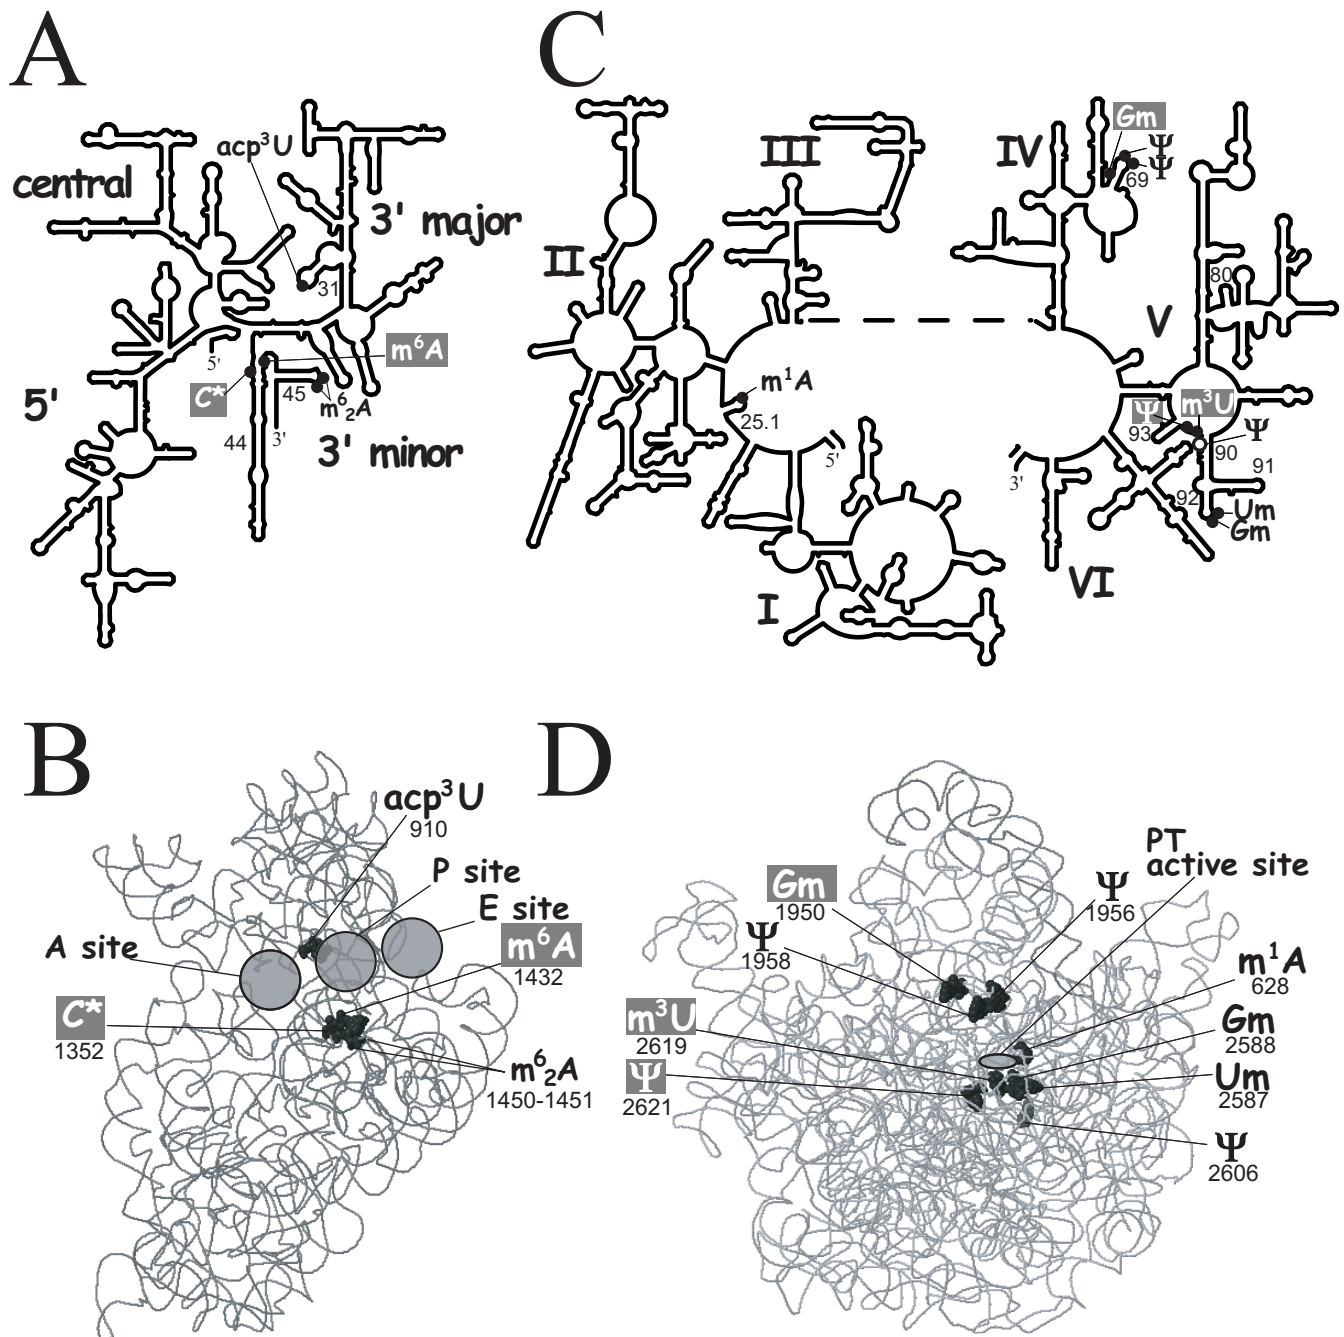 A
central
acp³U
3' major
31
5'
m⁶A
C*
45
m⁶₂A
5'
44
3'
3' minor
C
II
III
IV
Gm
Ψ
Ψ
69
80
V
m¹A
25.1
5'
Ψ
m³U
93
Ψ
90
91
92
3'
Um
Gm
I
VI
B
acp³U
910
P site
E site
A site
m⁶A
1432
C*
1352
m⁶₂A
1450-1451
D
PT
active site
Gm
1950
Ψ
1956
Ψ
1958
m¹A
628
m³U
2619
Gm
2588
Ψ
2621
Um
2587
Ψ
2606